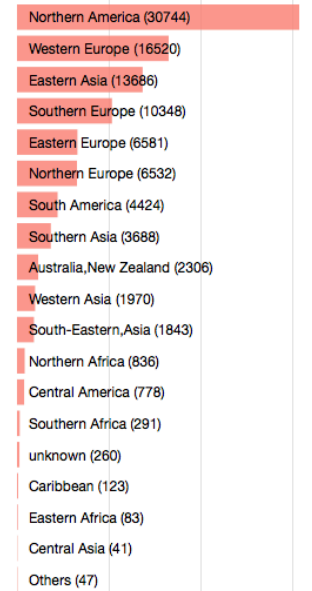 Northern America (30744)
Western Europe (16520)
Eastern Asia (13686)
Southern Europe (10348)
Eastern Europe (6581)
Northern Europe (6532)
South America (4424)
Southern Asia (3688)
Australia,New Zealand (2306)
Western Asia (1970)
South-Eastern,Asia (1843)
Northern Africa (836)
Central America (778)
Southern Africa (291)
unknown (260)
Caribbean (123)
Eastern Africa (83)
Central Asia (41)
Others (47)